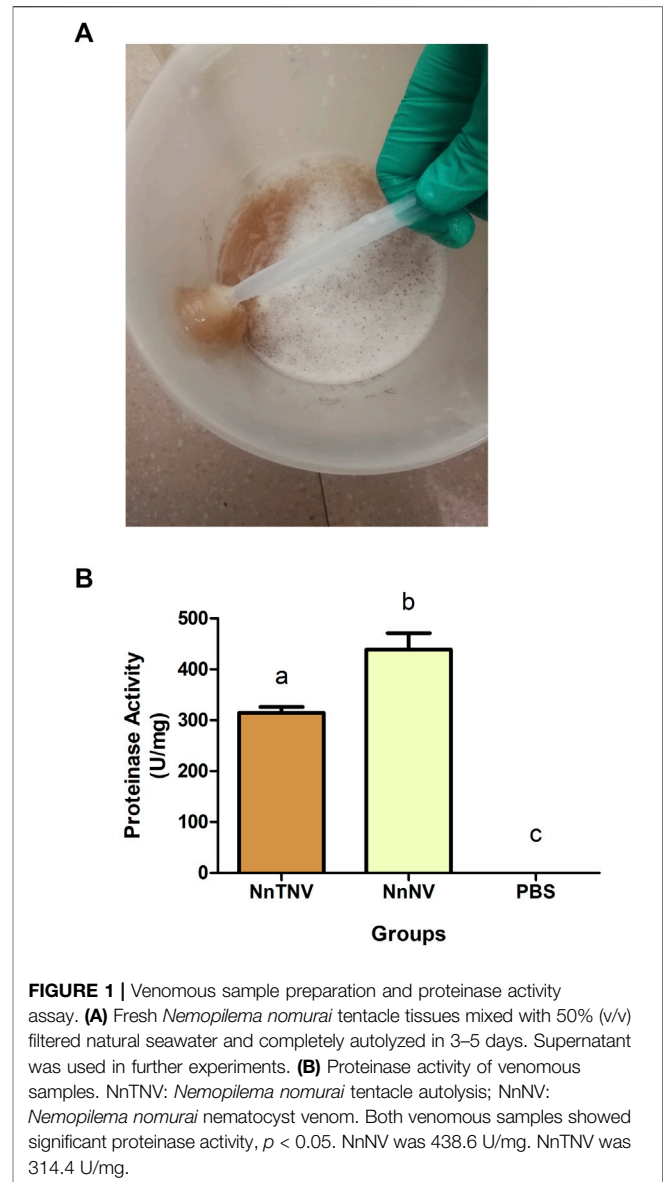 A
B
b
500
a
400
300
Proteinase Activity
(U/mg)
200
100
c
0
NnTNV NnNV PBS
Groups
FIGURE 1 | Venomous sample preparation and proteinase activity
assay. (A) Fresh Nemopilema nomurai tentacle tissues mixed with 50% (v/v)
filtered natural seawater and completely autolyzed in 3–5 days. Supernatant
was used in further experiments. (B) Proteinase activity of venomous
samples. NnTNV: Nemopilema nomurai tentacle autolysis; NnNV:
Nemopilema nomurai nematocyst venom. Both venomous samples showed
significant proteinase activity, p < 0.05. NnNV was 438.6 U/mg. NnTNV was
314.4 U/mg.